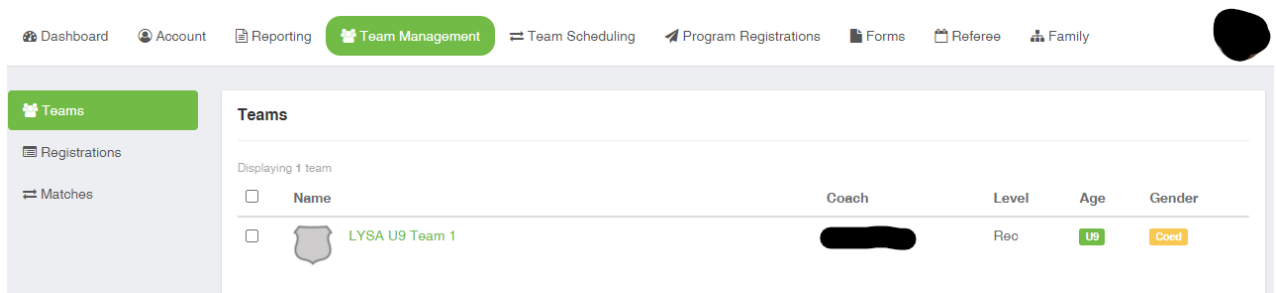 Dashboard Account Reporting Team Management Team Scheduling Program Registrations Forms Referee Family
Teams
Registrations
Matches
Teams
Displaying 1 team
Name Coach Level Age Gender
LYSA U9 Team 1 Rec U9 Coed